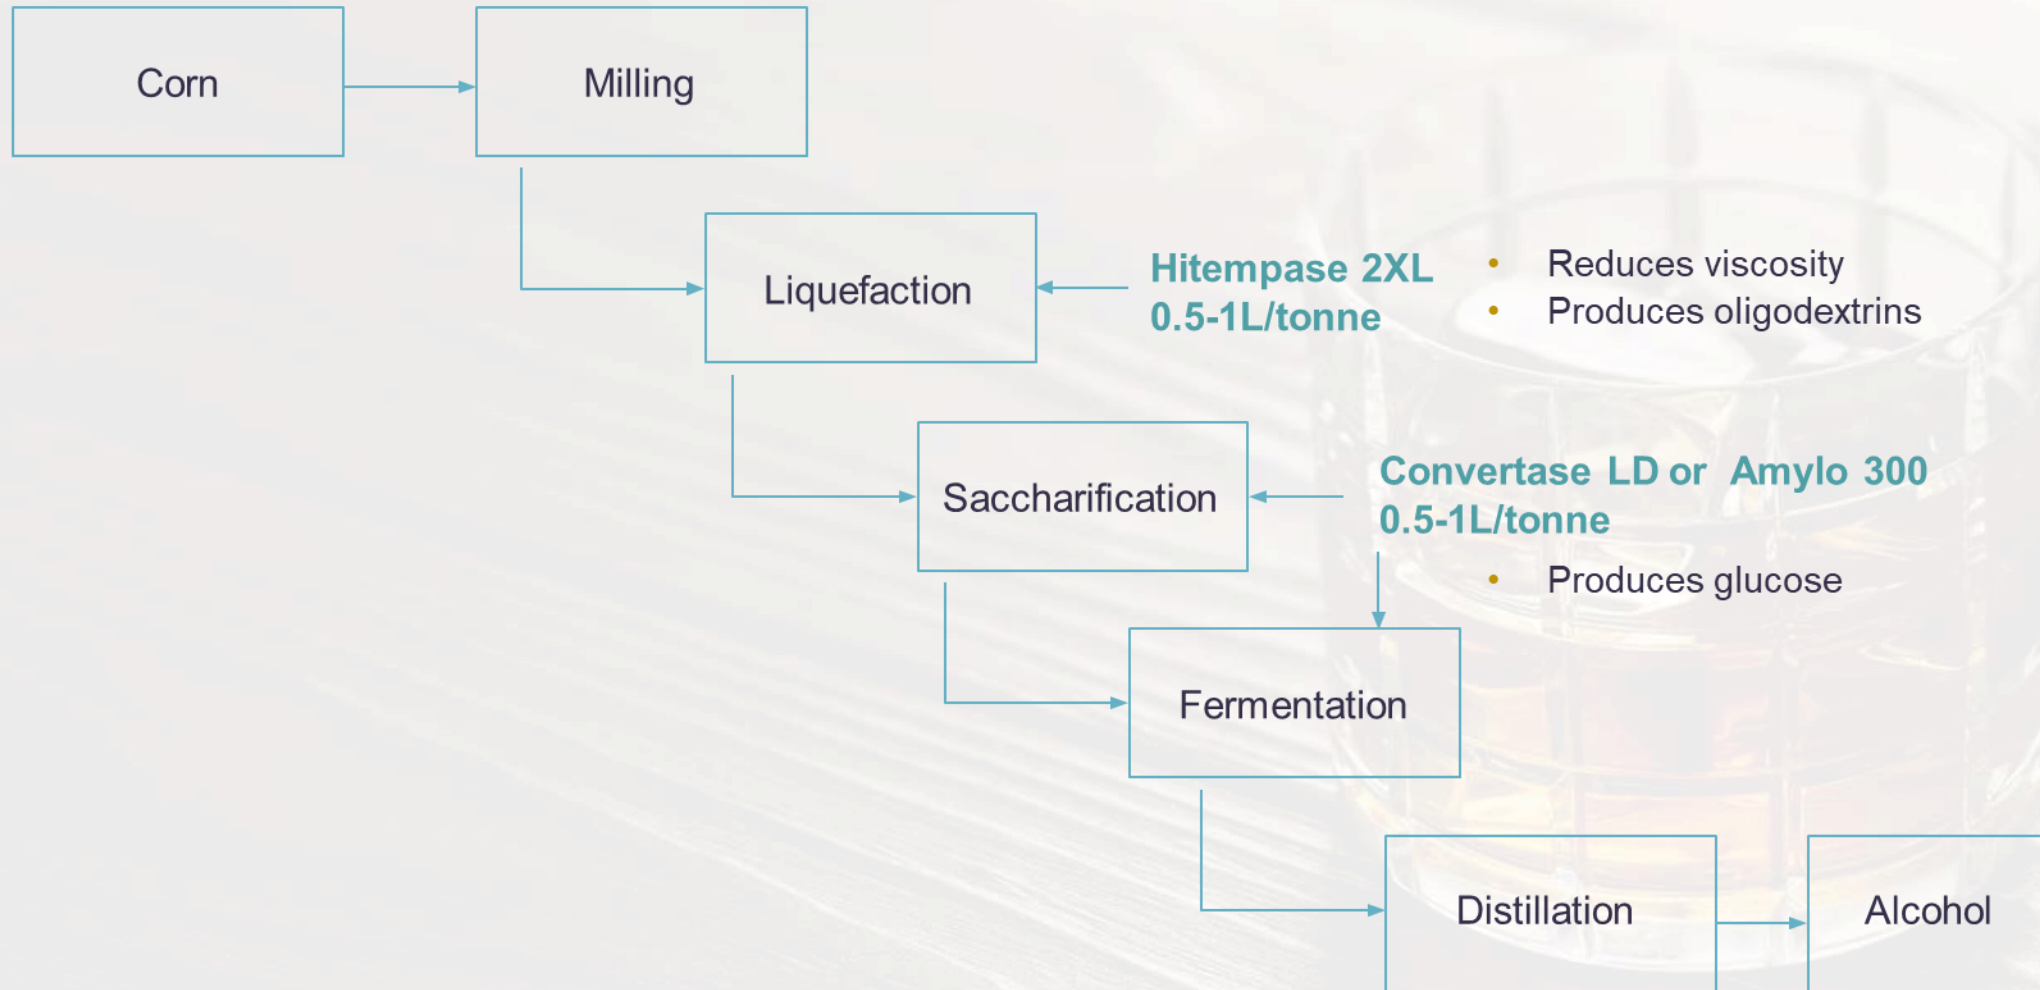 Corn
Milling
Liquefaction
Hitempase 2XL
0.5-1L/tonne
• Reduces viscosity
• Produces oligodextrins
Saccharification
Convertase LD or Amylo 300
0.5-1L/tonne
• Produces glucose
Fermentation
Distillation
Alcohol